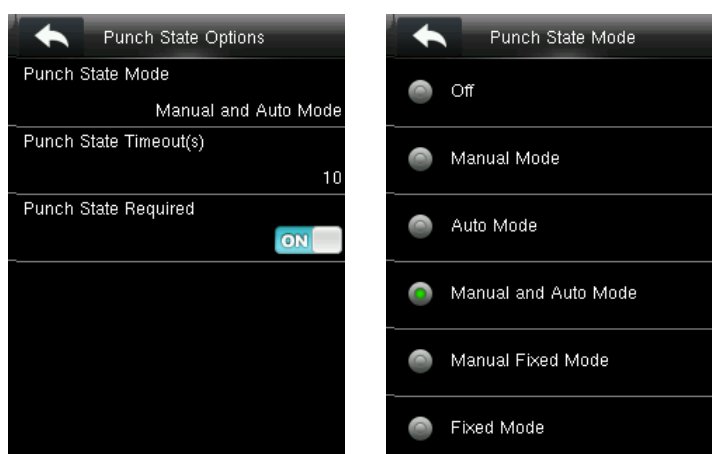 Punch State Options
Punch State Mode
Manual and Auto Mode
Punch State Timeout(s)
10
Punch State Required
ON
Punch State Mode
Off
Manual Mode
Auto Mode
Manual and Auto Mode
Manual Fixed Mode
Fixed Mode